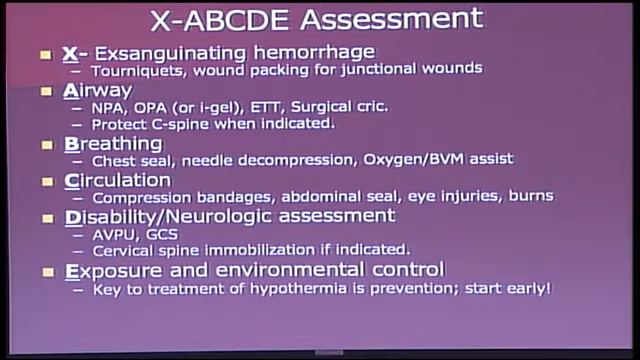 X-ABCDE Assessment
X- Exsanguinating hemorrhage
– Tourniquets, wound packing for junctional wounds
Airway
– NPA, OPA (or i-gel), ETT, Surgical cric.
– Protect C-spine when indicated.
Breathing
– Chest seal, needle decompression, Oxygen/BVM assist
Circulation
– Compression bandages, abdominal seal, eye injuries, burns
Disability/Neurologic assessment
– AVPU, GCS
– Cervical spine immobilization if indicated.
Exposure and environmental control
– Key to treatment of hypothermia is prevention; start early!